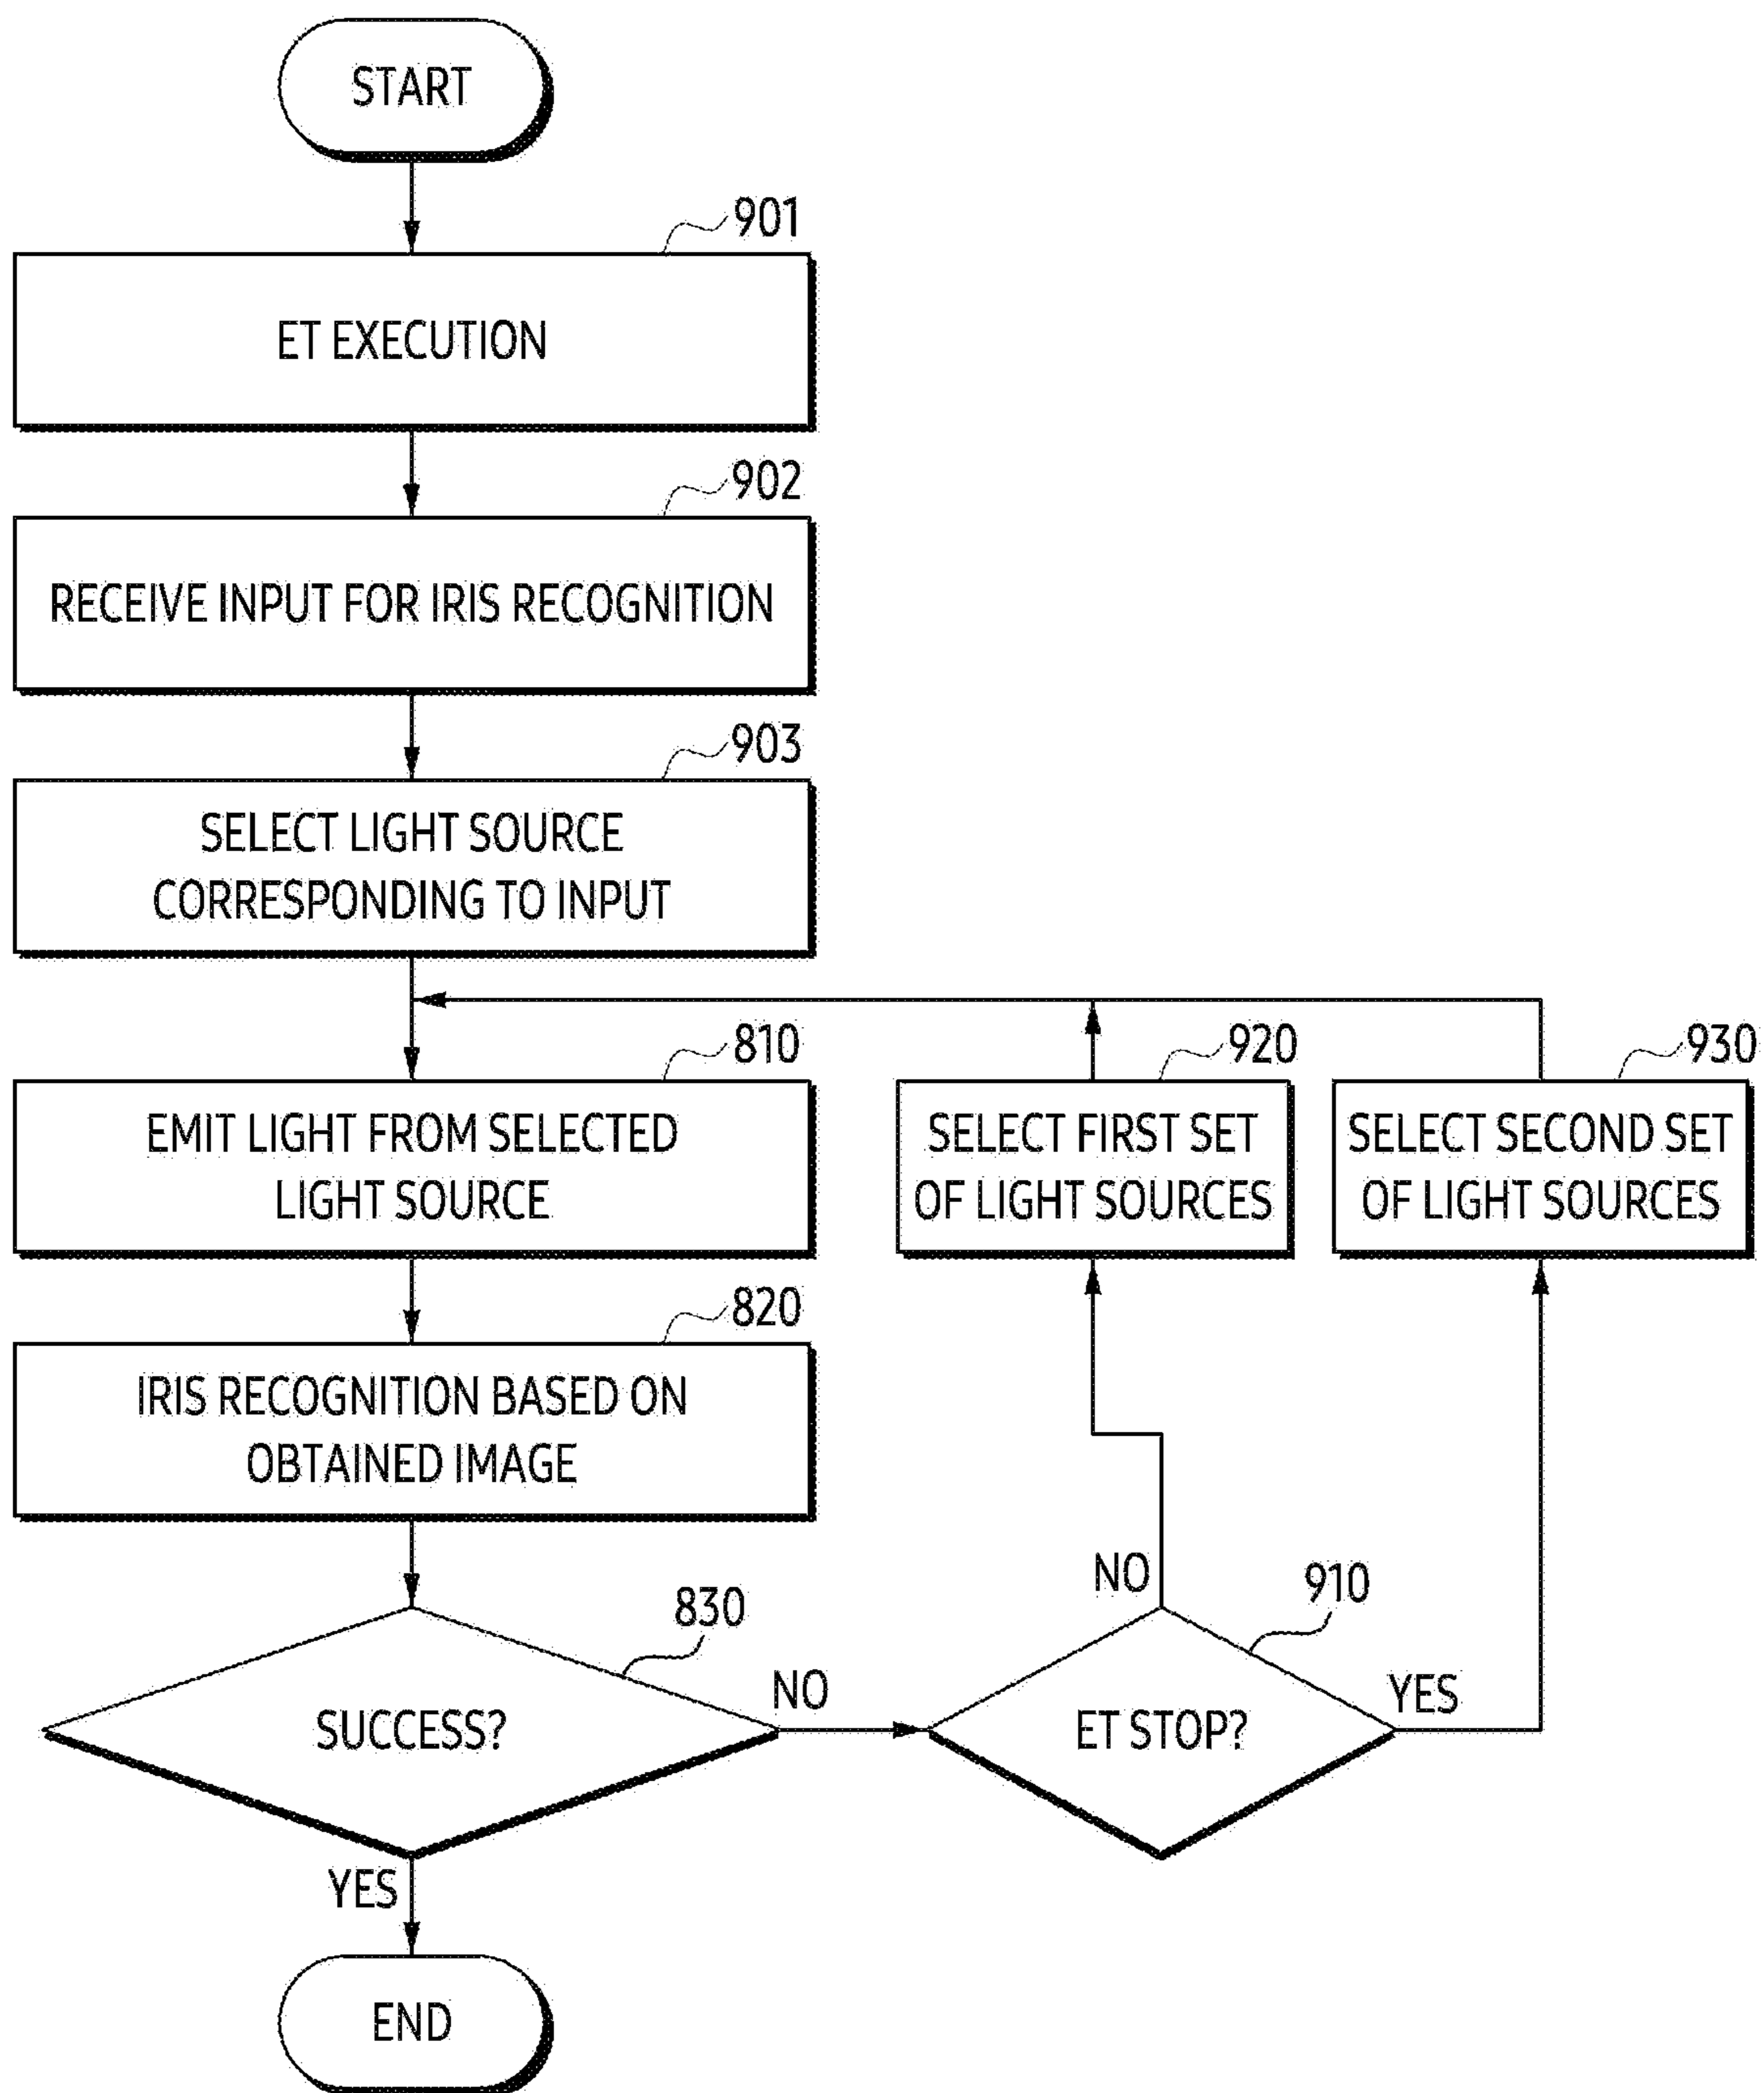 START
901
ET EXECUTION
902
RECEIVE INPUT FOR IRIS RECOGNITION
903
SELECT LIGHT SOURCE
CORRESPONDING TO INPUT
810
EMIT LIGHT FROM SELECTED
LIGHT SOURCE
920
SELECT FIRST SET
OF LIGHT SOURCES
930
SELECT SECOND SET
OF LIGHT SOURCES
820
IRIS RECOGNITION BASED ON
OBTAINED IMAGE
830
SUCCESS?
NO
YES
910
ET STOP?
NO
YES
END